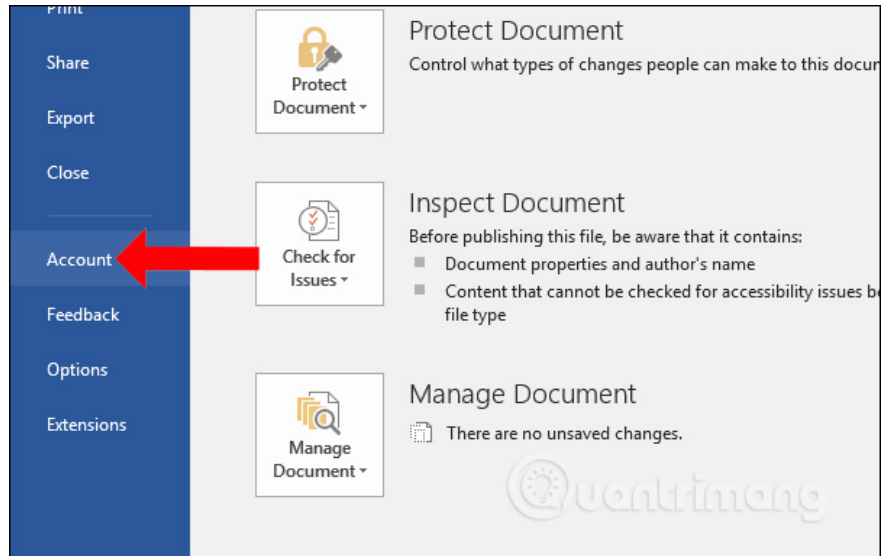 Print
Share
Export
Close
Account
Feedback
Options
Extensions
Protect
Document
Protect Document
Control what types of changes people can make to this docur
Check for
Issues
Inspect Document
Before publishing this file, be aware that it contains:
Document properties and author's name
Content that cannot be checked for accessibility issues be
file type
Manage
Document
Manage Document
There are no unsaved changes.
Quantrimang